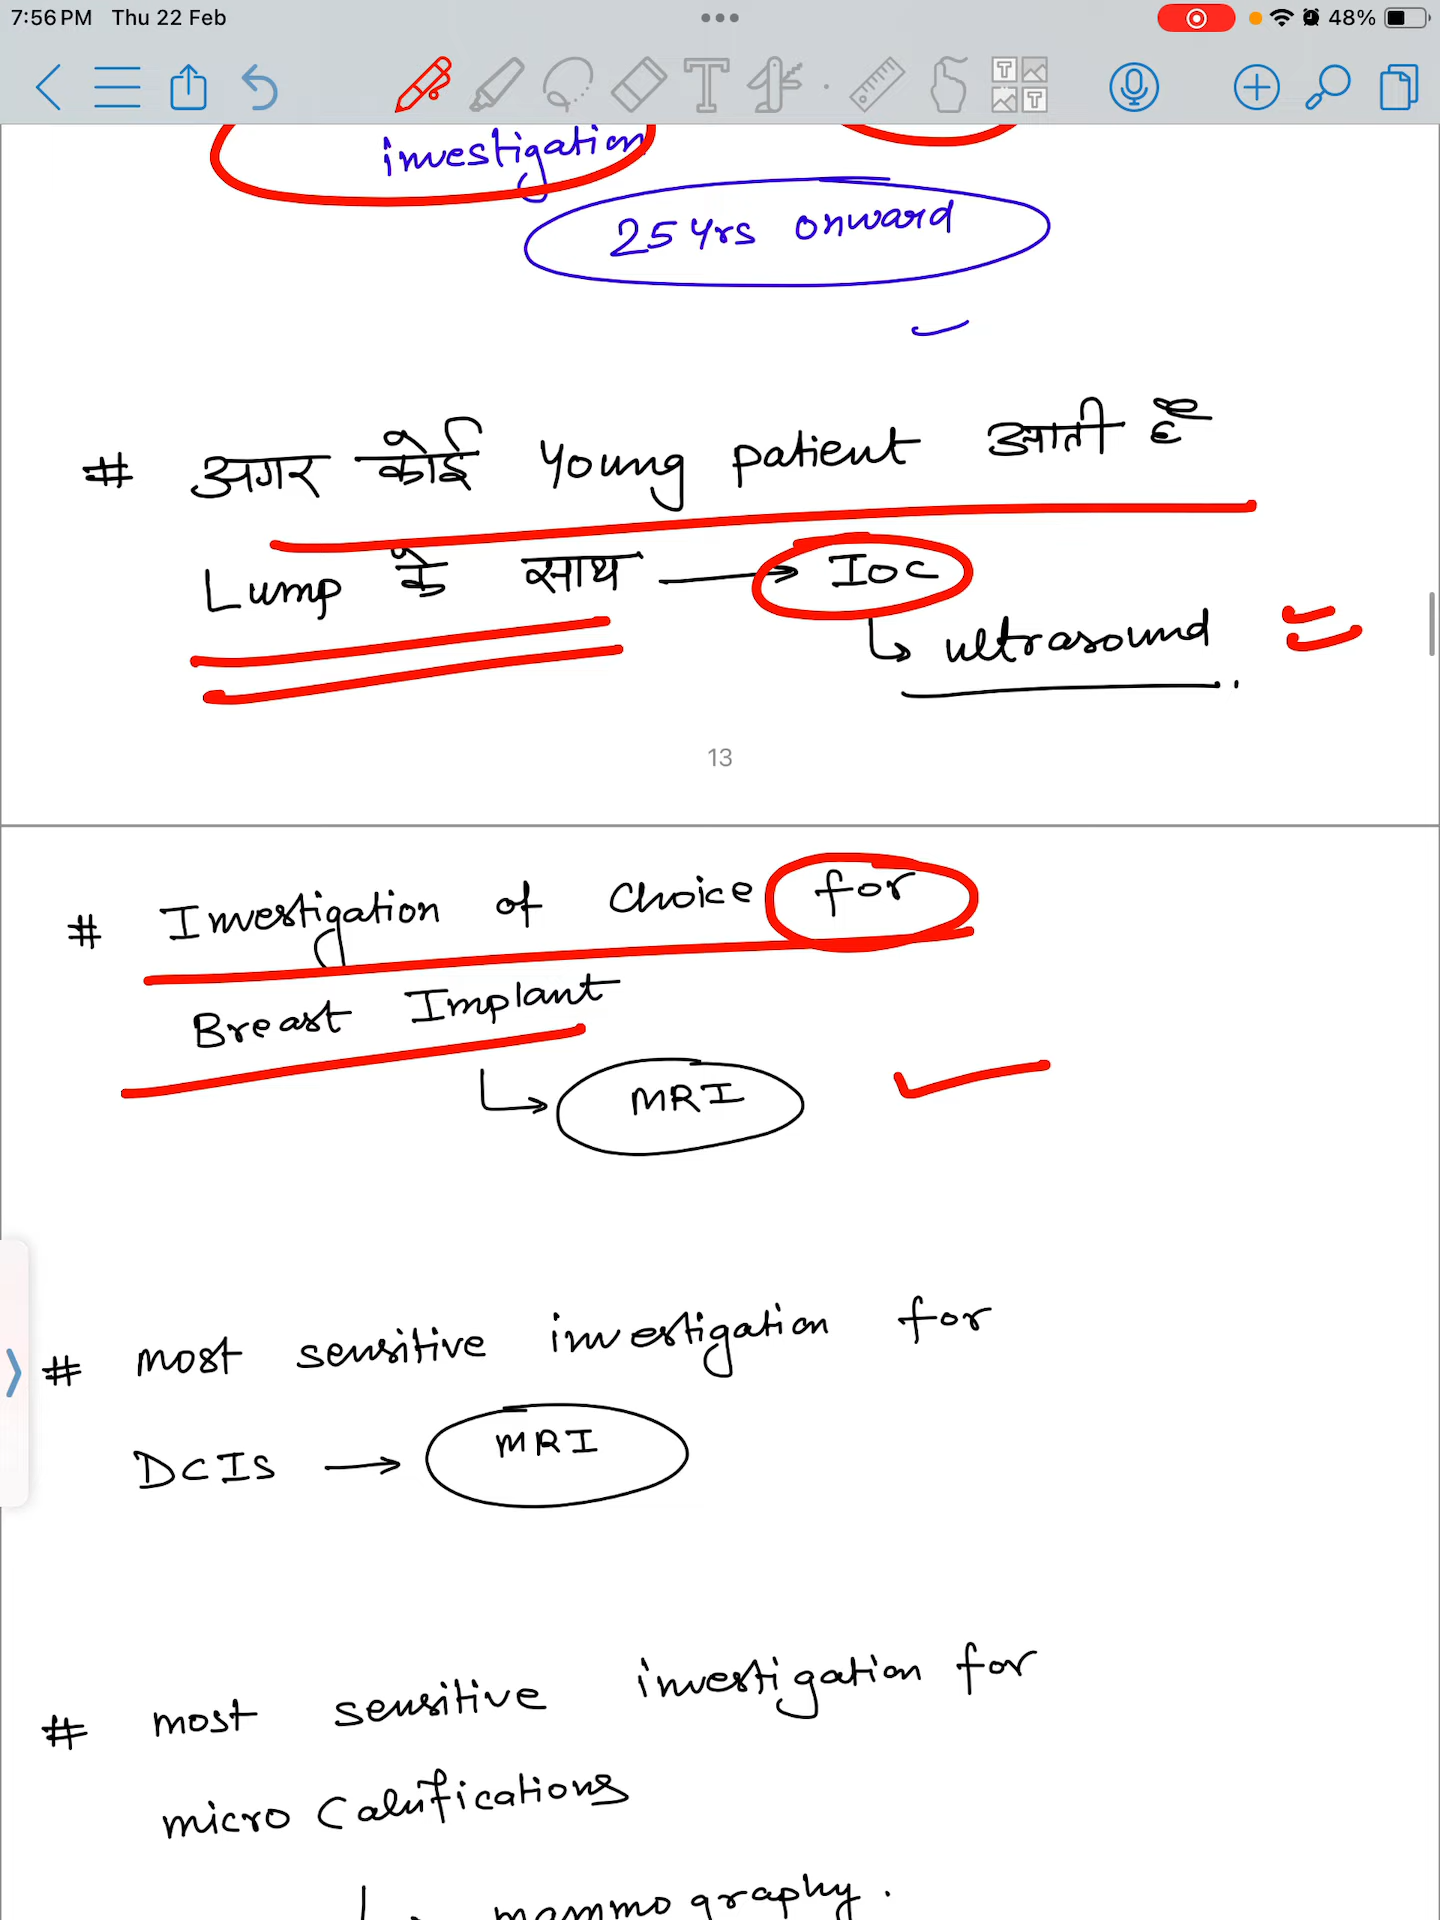 7:56 PM Thu 22 Feb
48%
investigation
25 yrs onward
# अगर कोई young patient आती है
Lump के साथ → IOC
↳ ultrasound.
13
# Investigation of Choice for
Breast Implant
↳ MRI
# most sensitive investigation for
DCIS → MRI
# most sensitive investigation for
micro Calcifications
↳ mammography.